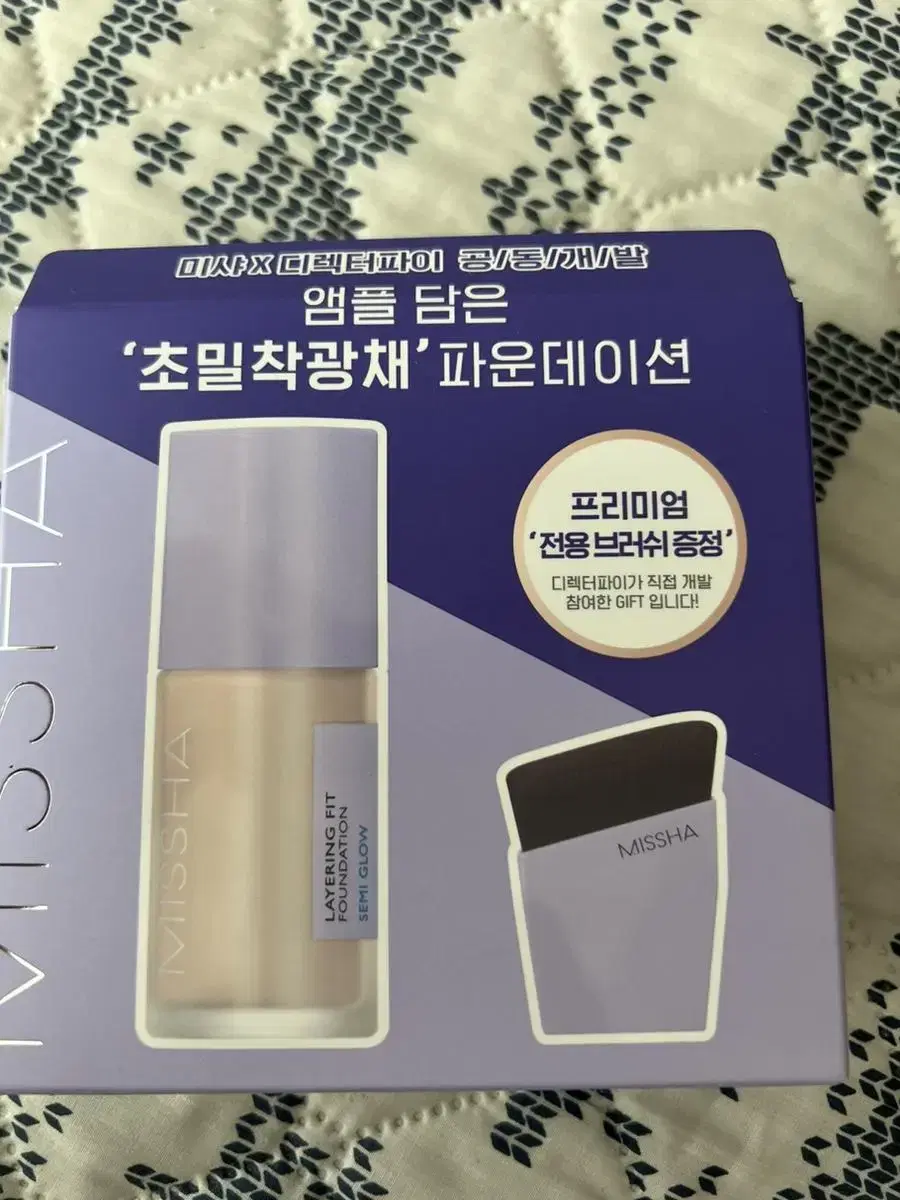 미샤 X 디렉터파이 공/동/개/발
앰플 담은
'초밀착광채' 파운데이션
프리미엄
'전용 브러쉬 증정'
디렉터파이가 직접 개발
참여한 GIFT 입니다!
MISSHA
MISSHA
LAYERING FIT
FOUNDATION
SEMI GLOW
MISSHA